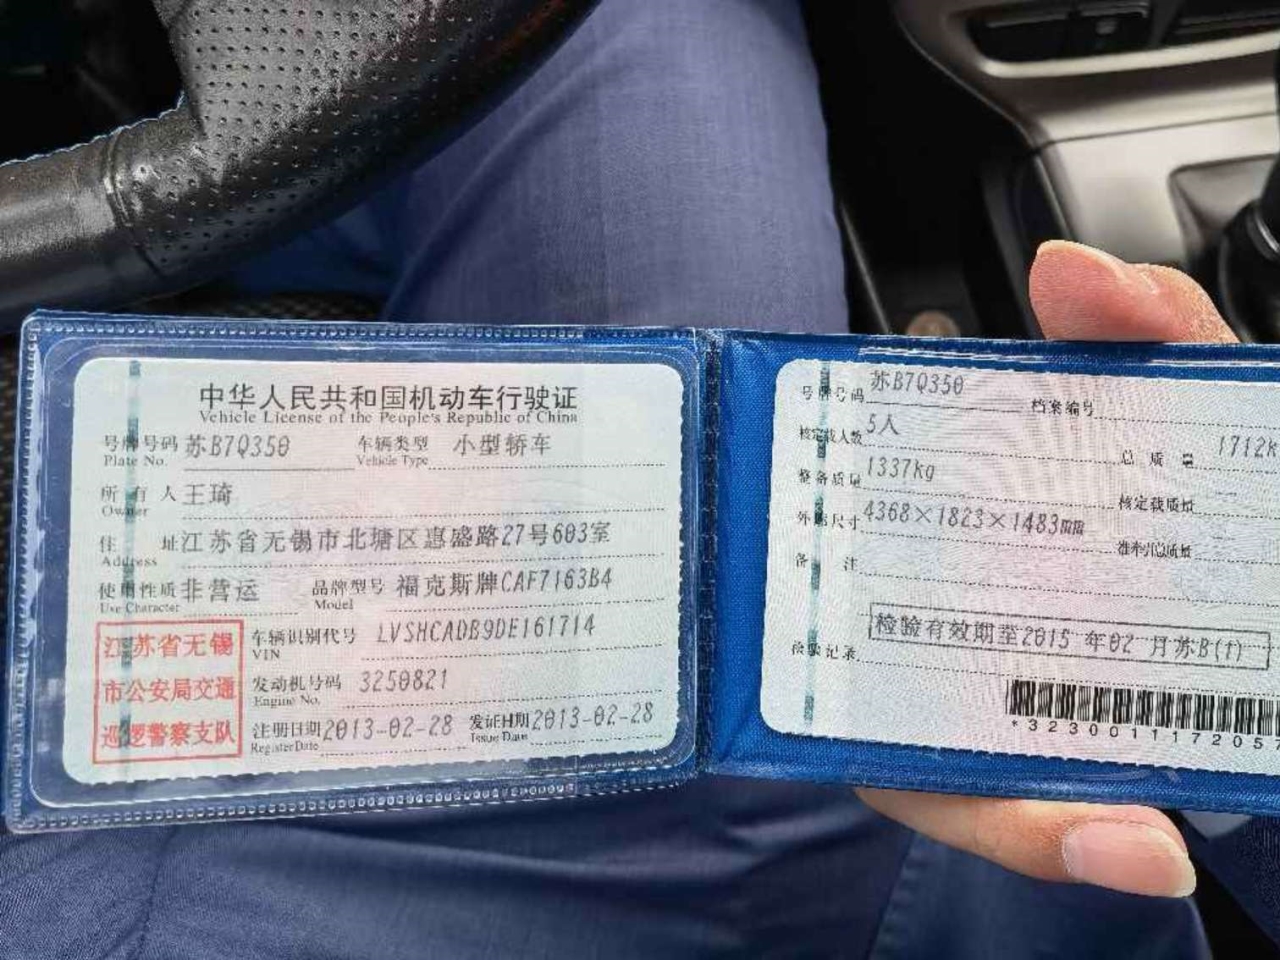 中华人民共和国机动车行驶证
Vehicle License of the People's Republic of China
号牌号码 苏B7Q350 车辆类型 小型轿车
Plate No. Vehicle Type
所有人 王琦
Owner
住址 江苏省无锡市北塘区惠盛路27号603室
Address
使用性质 非营运 品牌型号 福克斯牌CAF7163B4
Use Character Model
江苏省无锡
市公安局交通
巡逻警察支队
车辆识别代号 LVSHCADB9DE161714
VIN
发动机号码 3250821
Engine No.
注册日期 2013-02-28 发证日期 2013-02-28
Register Date Issue Date
号牌号码 苏B7Q350 档案编号
核定载人数 5人 总质量 1712k
整备质量 1337kg 核定载质量
外廓尺寸 4368×1823×1483mm 准牵引总质量
备注
检验记录 检验有效期至2015 年02 月苏B(1)
*323001117205